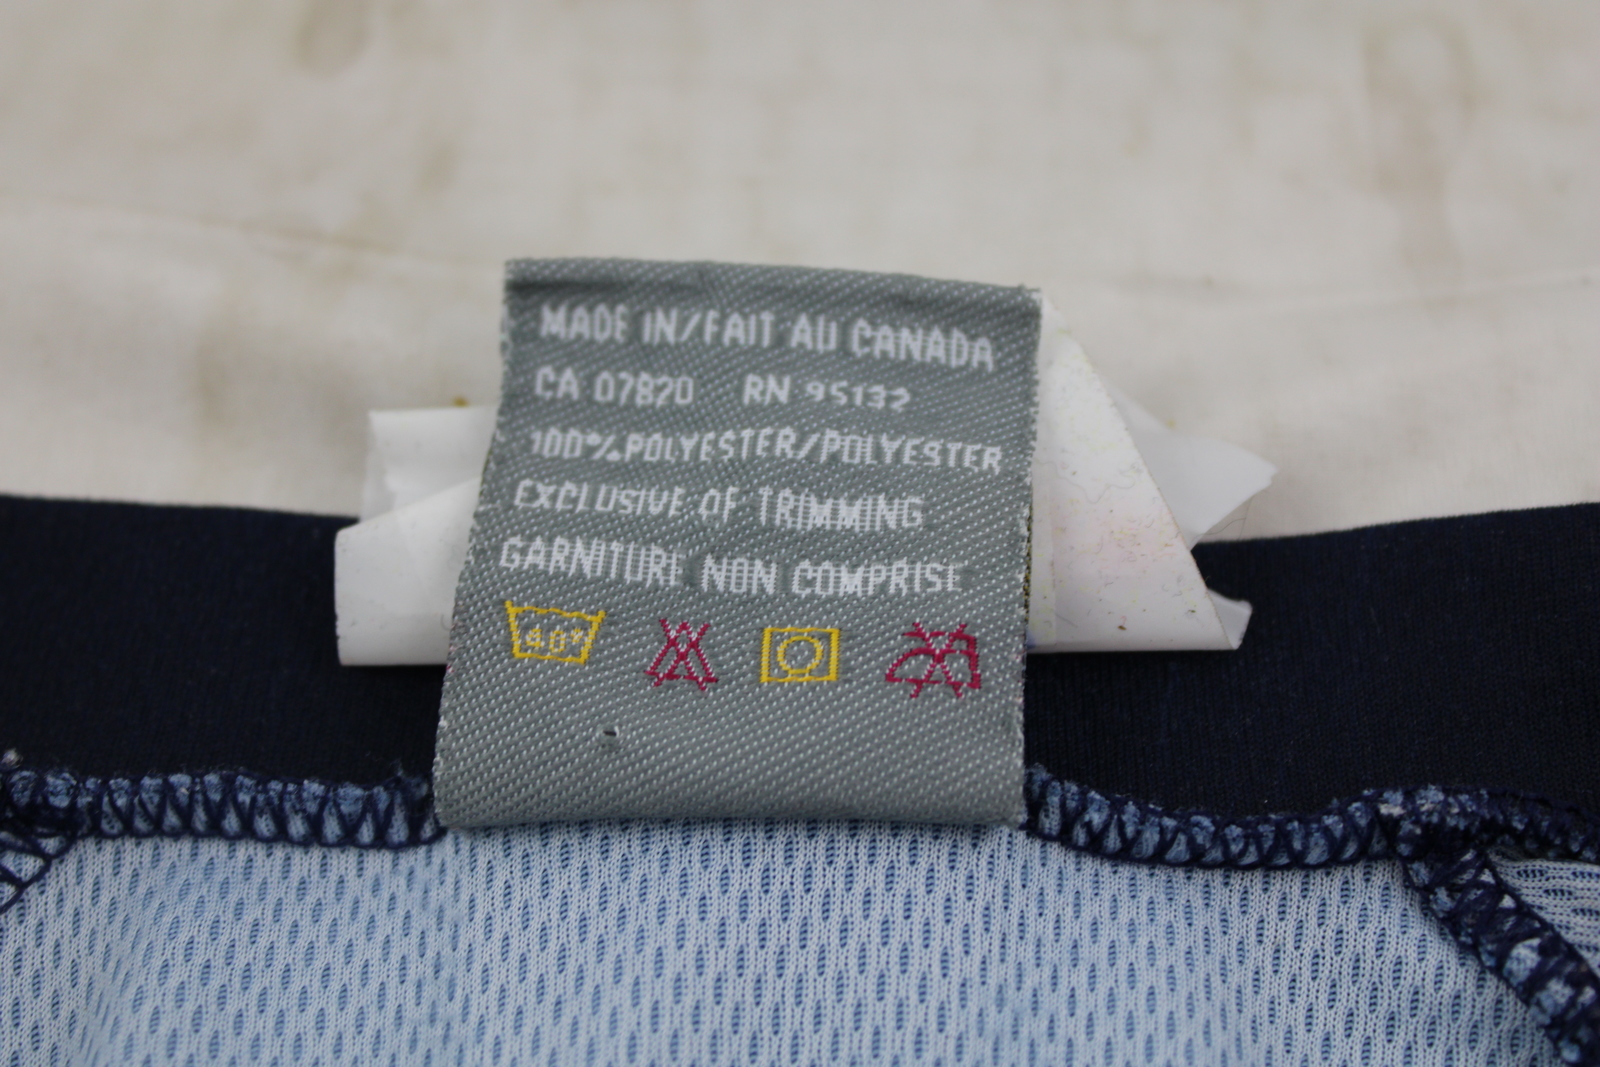 MADE IN/FAIT AU CANADA
CA 07820 RN 95132
100% POLYESTER/POLYESTER
EXCLUSIVE OF TRIMMING
GARNITURE NON COMPRISE
40°